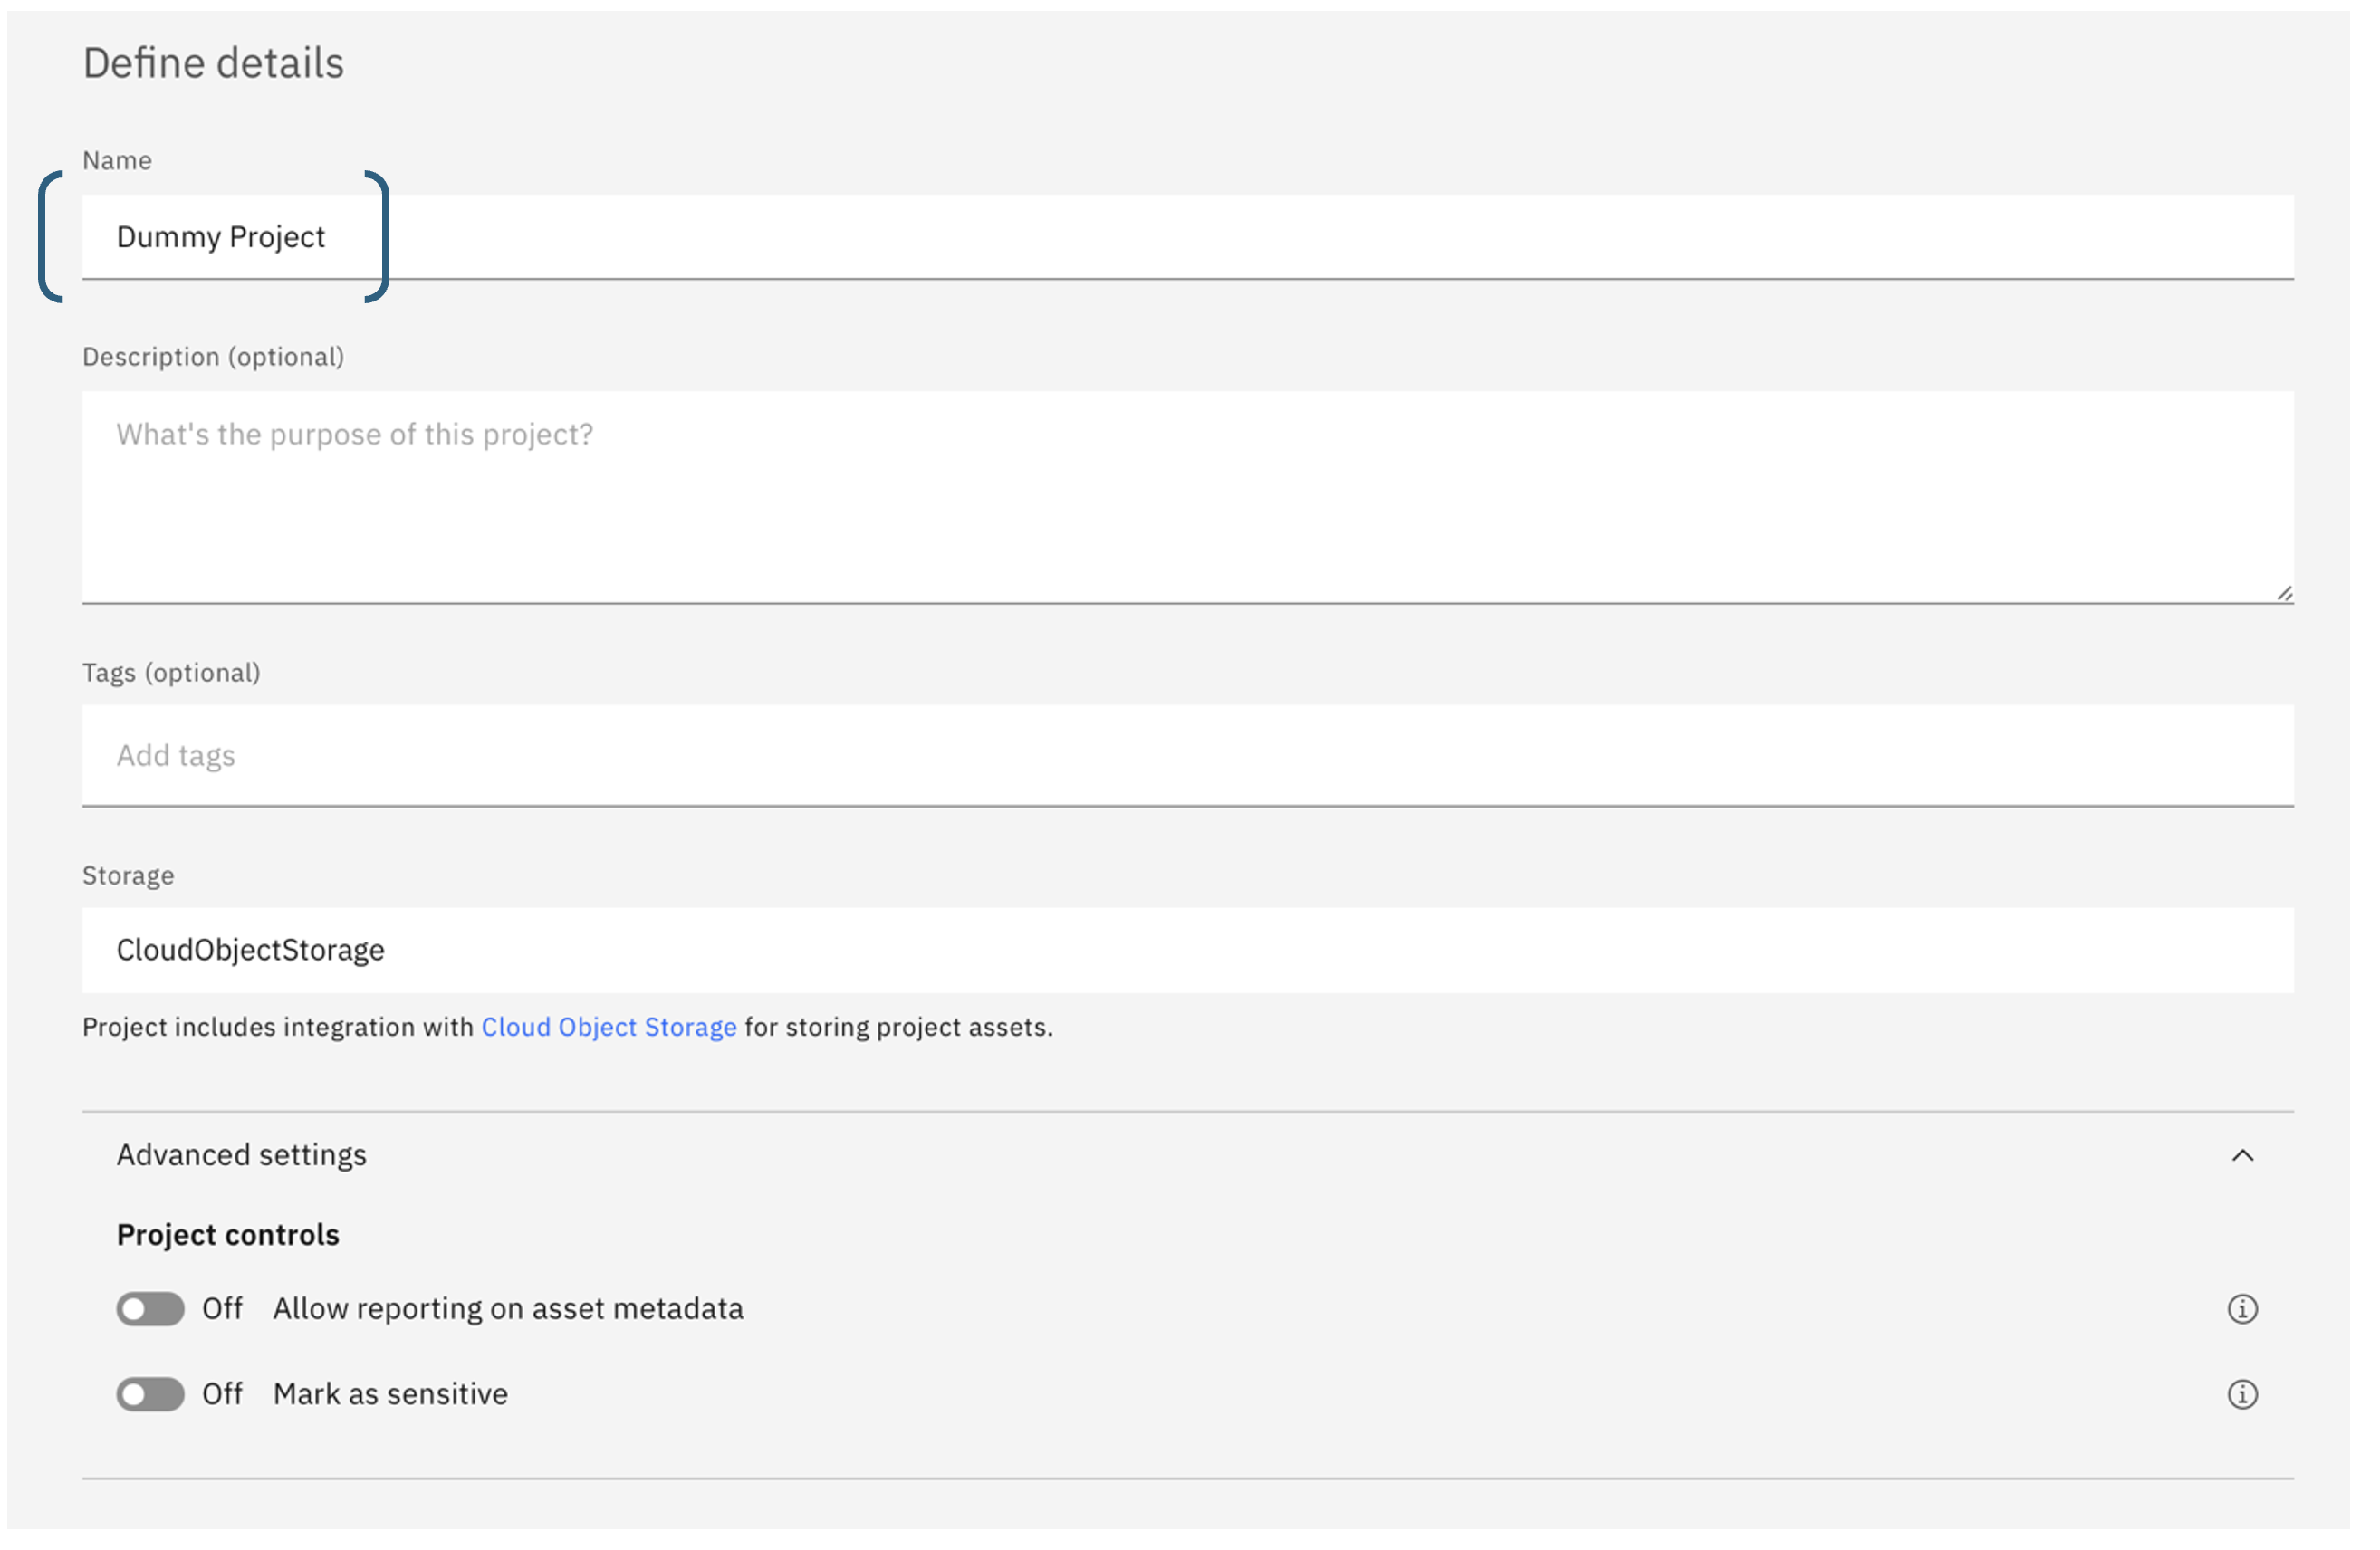 Define details
Name
Dummy Project
Description (optional)
What's the purpose of this project?
Tags (optional)
Add tags
Storage
CloudObjectStorage
Project includes integration with Cloud Object Storage for storing project assets.
Advanced settings
Project controls
Off Allow reporting on asset metadata
Off Mark as sensitive